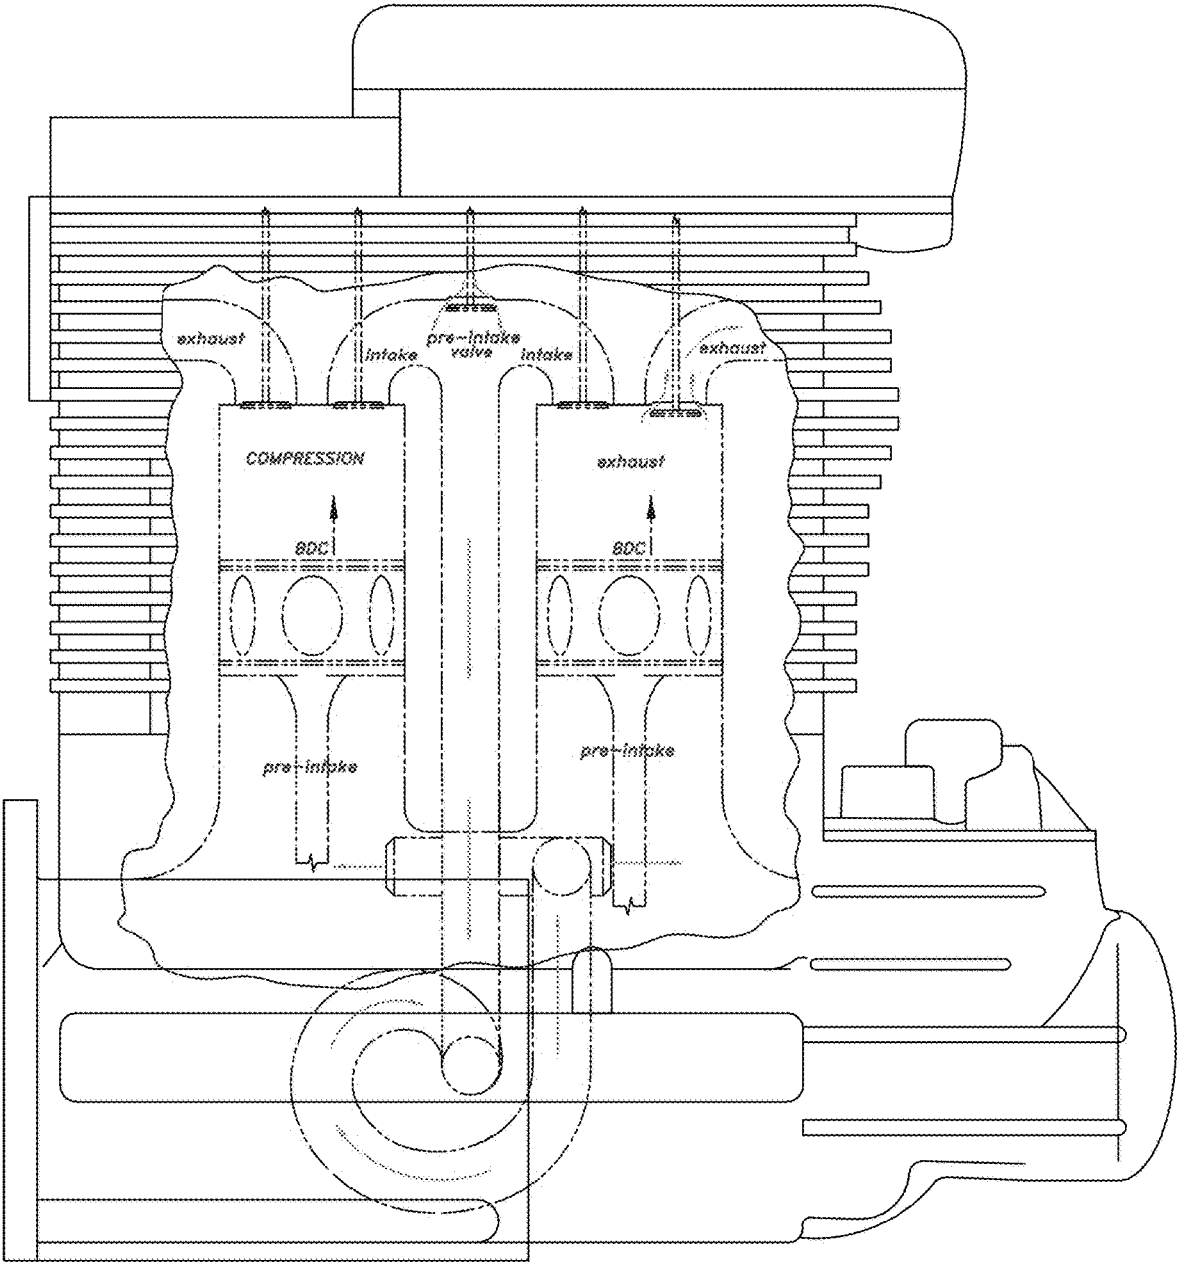 exhaust
intake
pre-intake
valve
intake
exhaust
COMPRESSION
exhaust
BDC
BDC
pre-intake
pre-intake